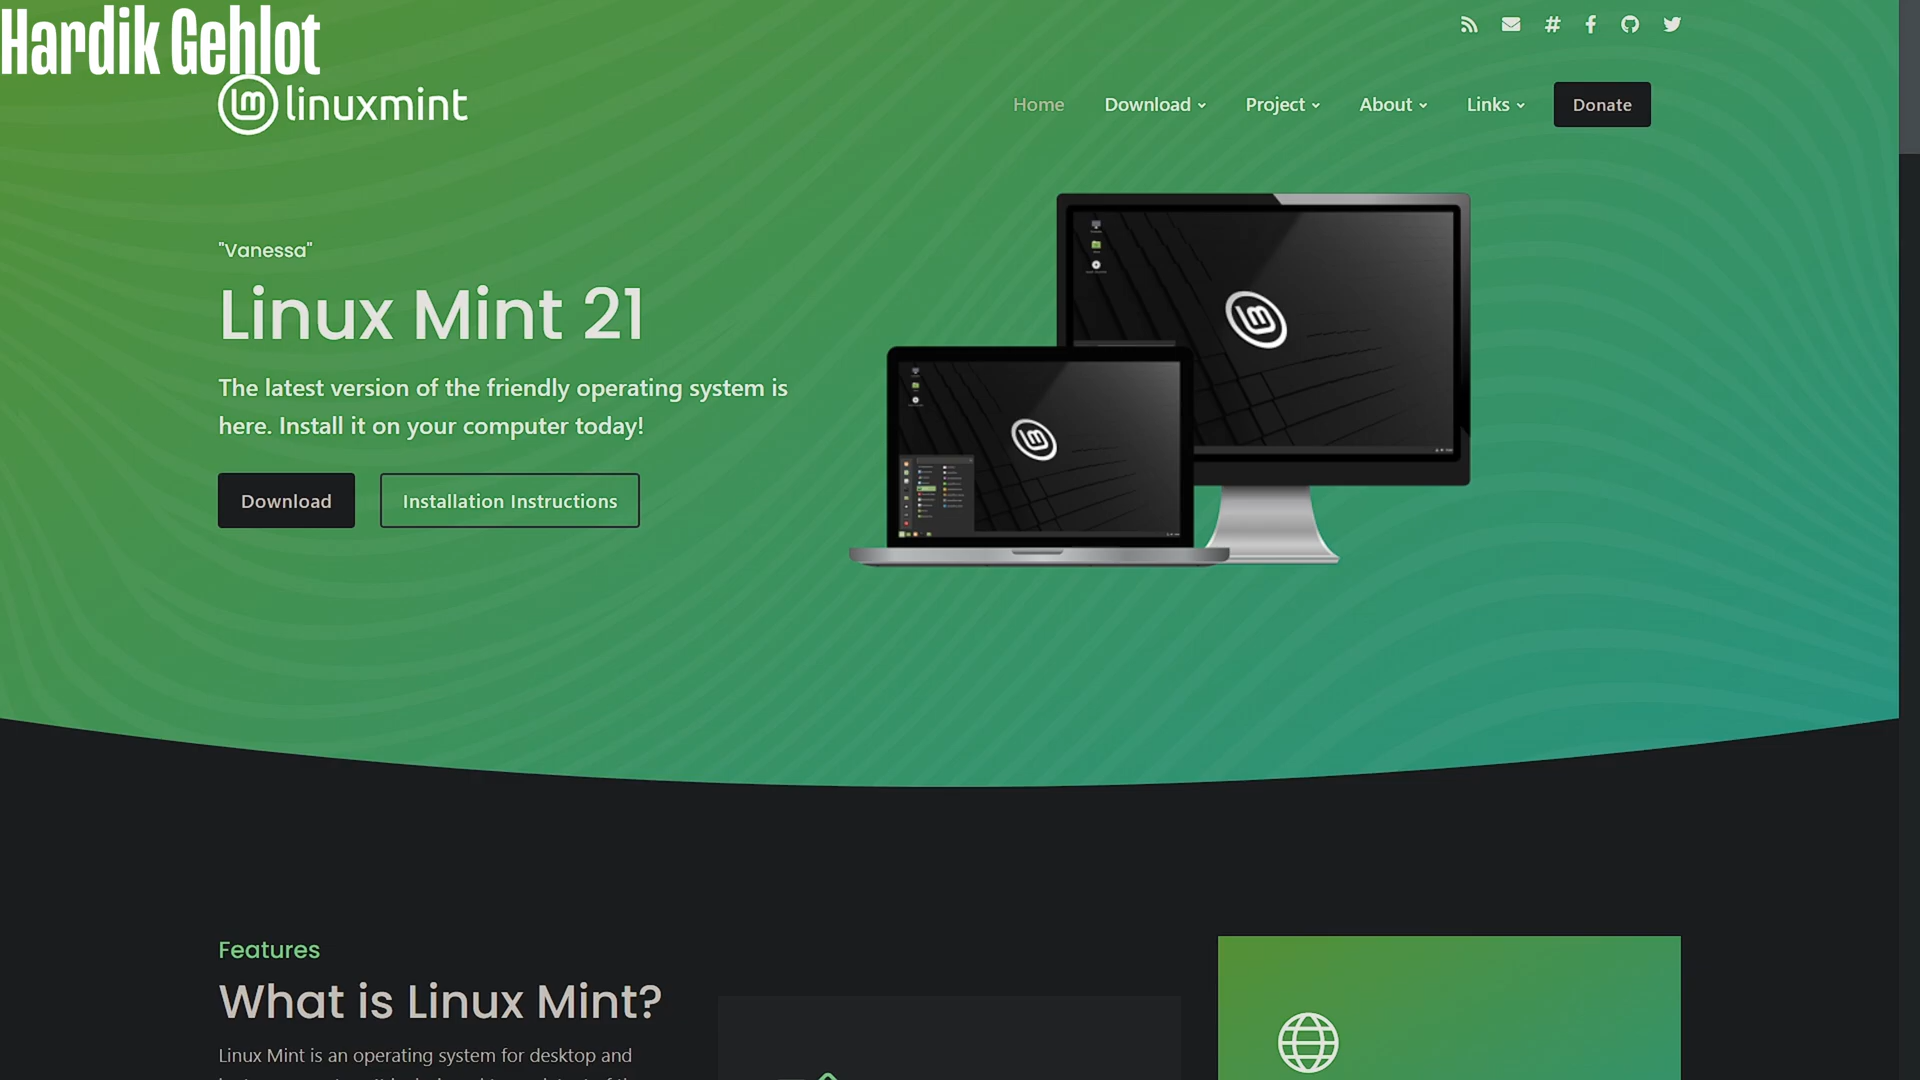 Hardik Gehlot
linuxmint
Home
Download
Project
About
Links
Donate
"Vanessa"
Linux Mint 21
The latest version of the friendly operating system is
here. Install it on your computer today!
Download
Installation Instructions
Features
What is Linux Mint?
Linux Mint is an operating system for desktop and